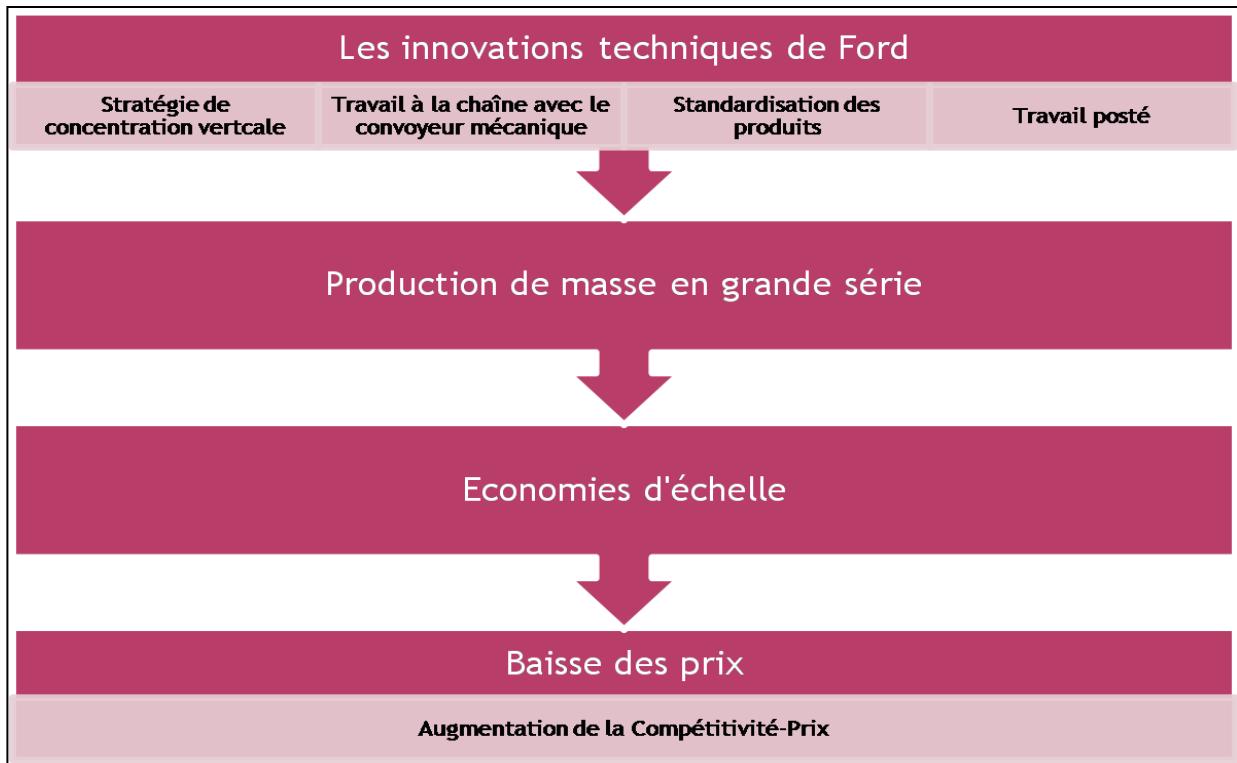 Les innovations techniques de Ford
Stratégie de
concentration vertcale
Travail à la chaîne avec le
convoyeur mécanique
Standardisation des
produits
Travail posté
Production de masse en grande série
Economies d'échelle
Baisse des prix
Augmentation de la Compétitivité-Prix